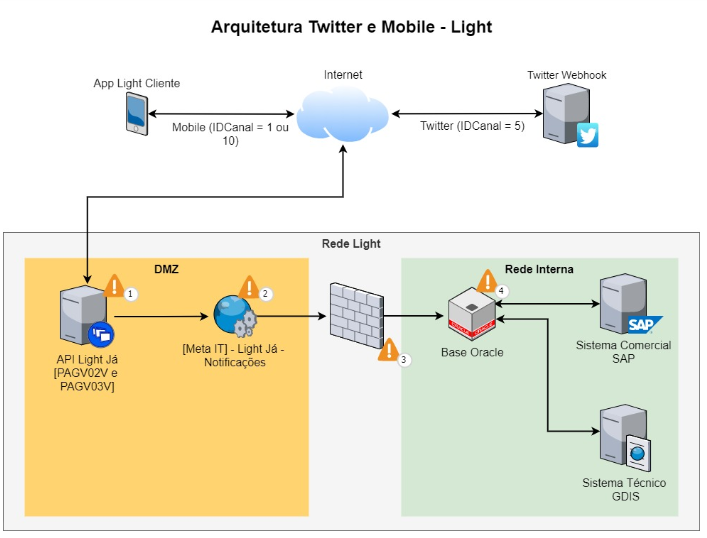 Arquitetura Twitter e Mobile - Light
Internet
App Light Cliente
Twitter Webhook
Mobile (IDCanal = 1 ou
10)
Twitter (IDCanal = 5)
Rede Light
DMZ
Rede Interna
1
2
3
4
API Light Já
[PAGV02V e
PAGV03V]
[Meta IT] - Light Já -
Notificações
ORACLE
Base Oracle
SAP
Sistema Comercial
SAP
Sistema Técnico
GDIS